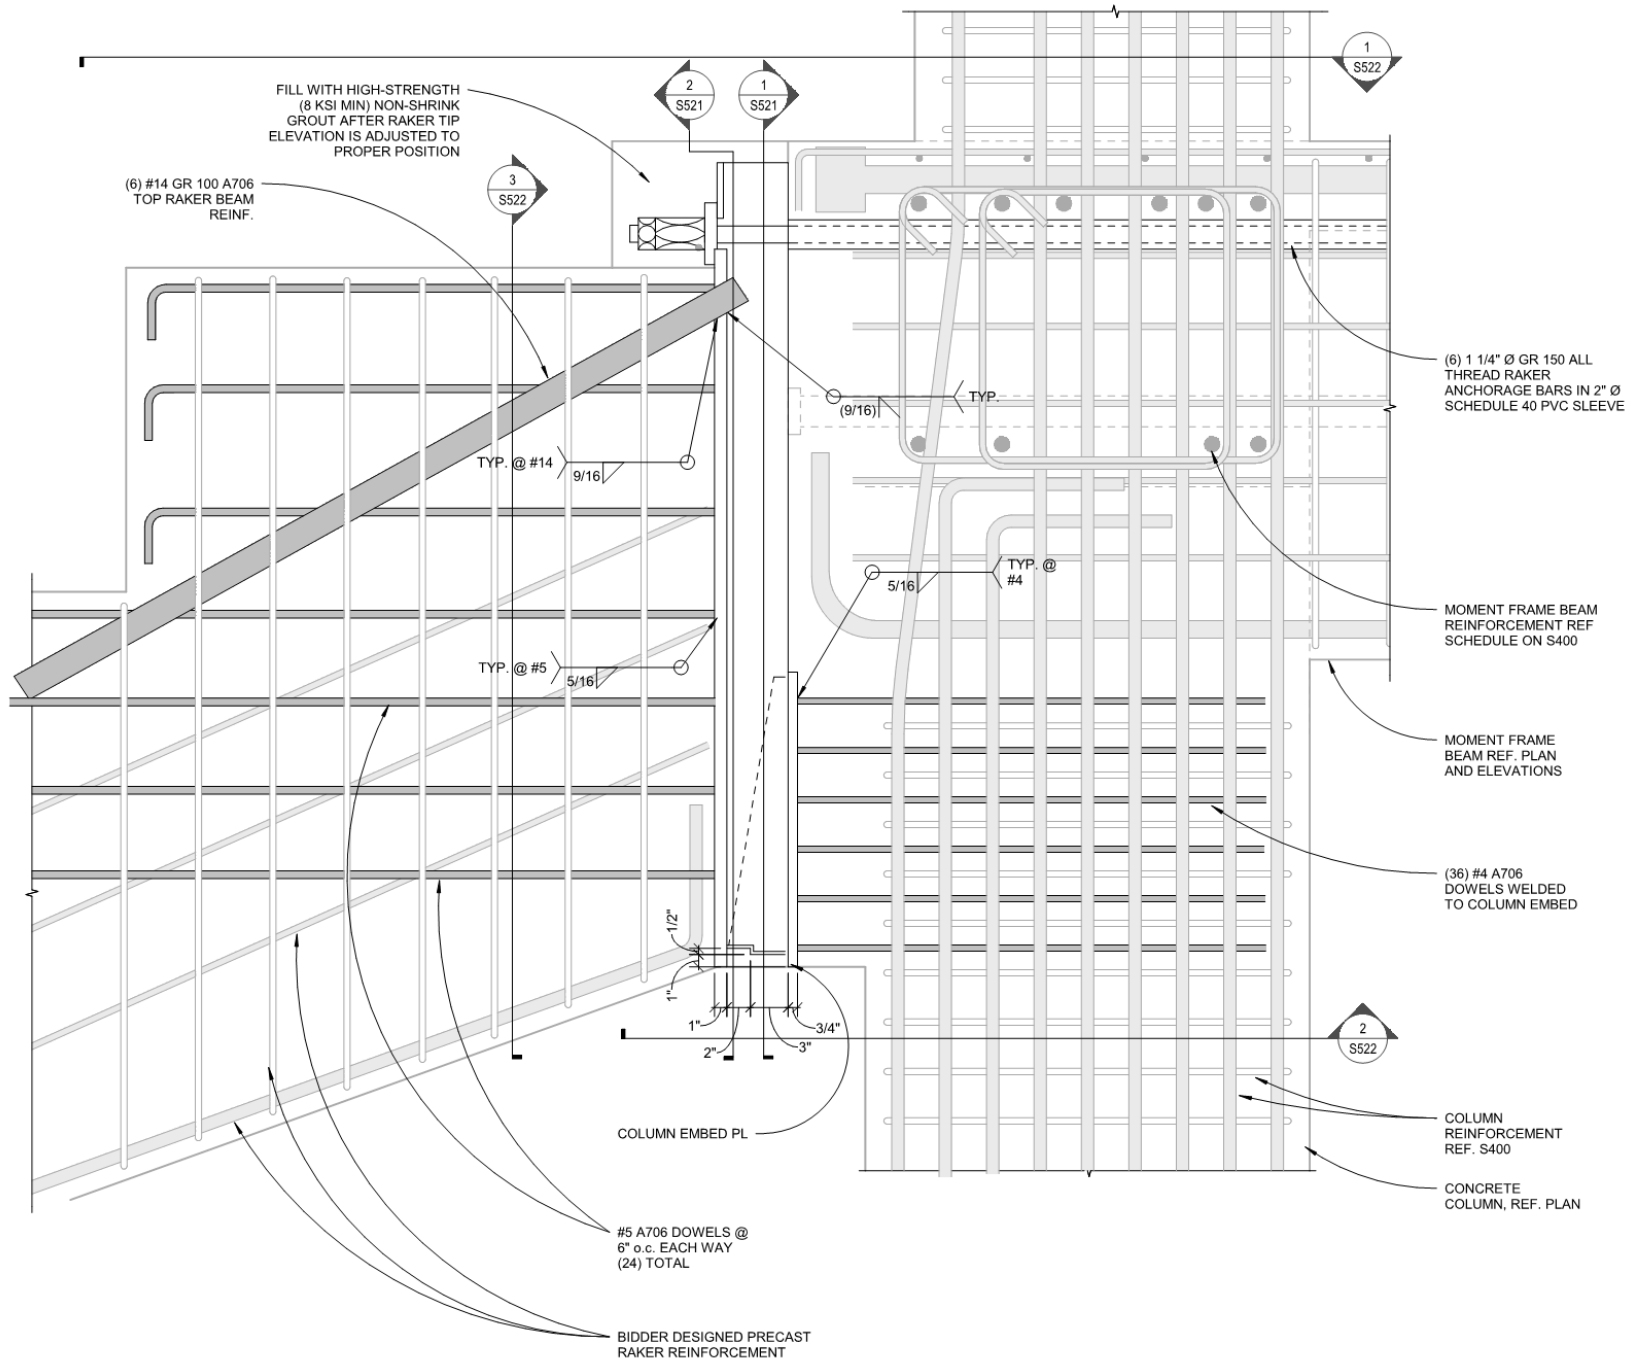 1
S522
2
S521
1
S521
FILL WITH HIGH-STRENGTH
(8 KSI MIN) NON-SHRINK
GROUT AFTER RAKER TIP
ELEVATION IS ADJUSTED TO
PROPER POSITION
3
S522
(6) #14 GR 100 A706
TOP RAKER BEAM
REINF.
(6) 1 1/4" Ø GR 150 ALL
THREAD RAKER
ANCHORAGE BARS IN 2" Ø
SCHEDULE 40 PVC SLEEVE
(9/16)
TYP.
TYP. @ #14
9/16
TYP. @
#4
5/16
MOMENT FRAME BEAM
REINFORCEMENT REF
SCHEDULE ON S400
TYP. @ #5
5/16
MOMENT FRAME
BEAM REF. PLAN
AND ELEVATIONS
(36) #4 A706
DOWELS WELDED
TO COLUMN EMBED
1/2"
1"
1"
2"
3"
3/4"
2
S522
COLUMN EMBED PL
COLUMN
REINFORCEMENT
REF. S400
CONCRETE
COLUMN, REF. PLAN
#5 A706 DOWELS @
6" o.c. EACH WAY
(24) TOTAL
BIDDER DESIGNED PRECAST
RAKER REINFORCEMENT